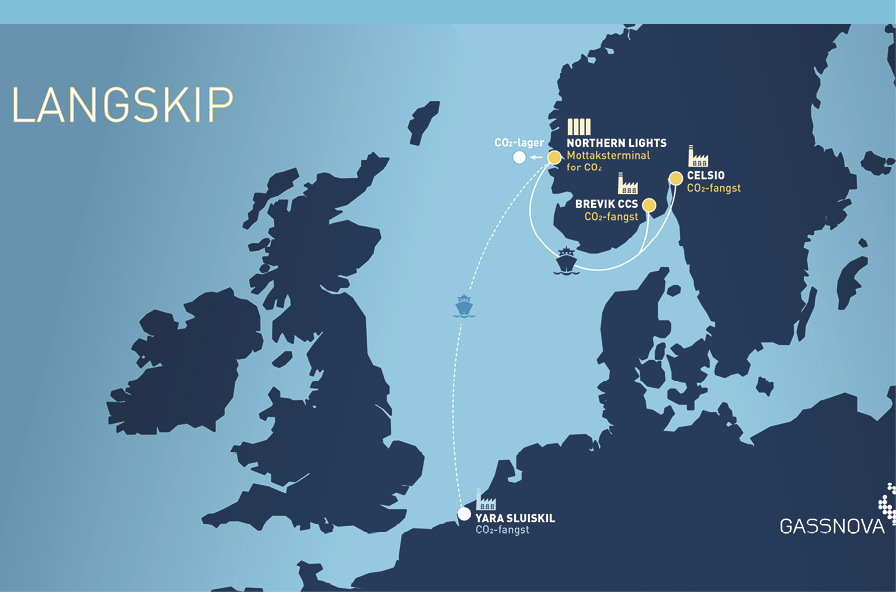 LANGSKIP
CO₂-lager
NORTHERN LIGHTS
Mottaksterminal
for CO₂
CELSIO
CO₂-fangst
BREVIK CCS
CO₂-fangst
YARA SLUISKIL
CO₂-fangst
GASSNOVA